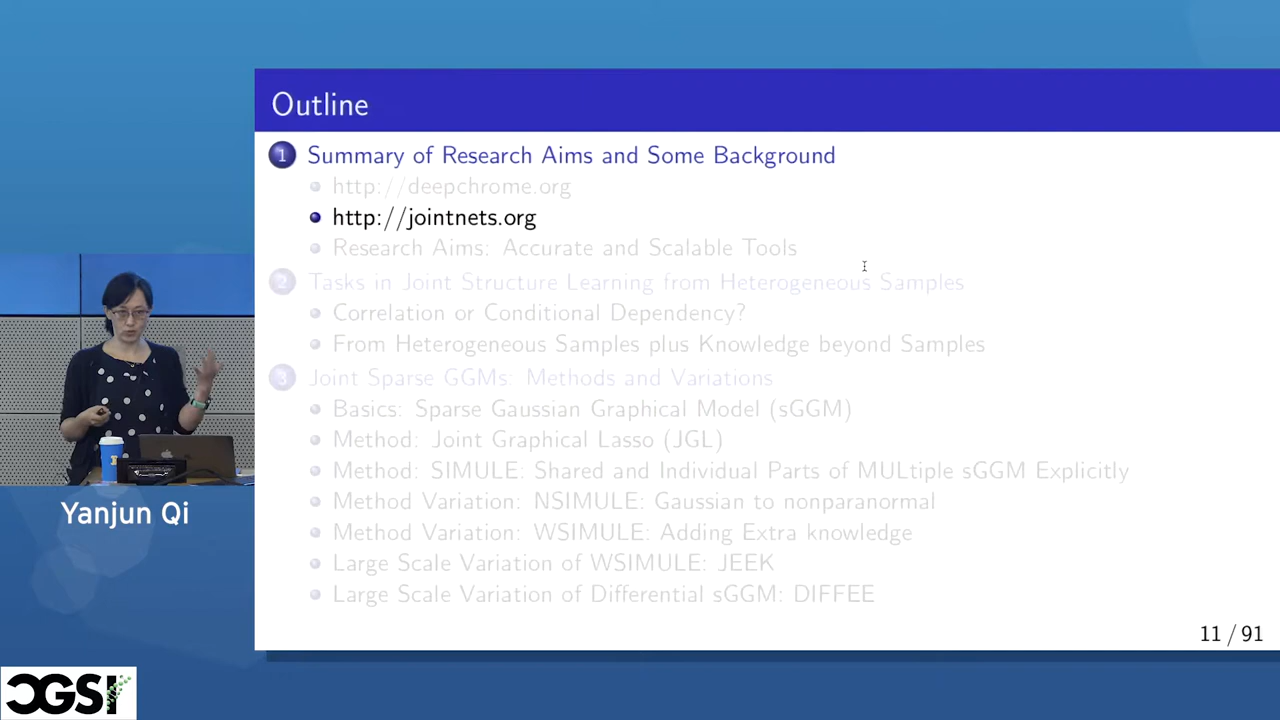 Outline
1 Summary of Research Aims and Some Background
http://deepchrome.org
http://jointnets.org
Research Aims: Accurate and Scalable Tools
2 Tasks in Joint Structure Learning from Heterogeneous Samples
Correlation or Conditional Dependency?
From Heterogeneous Samples plus Knowledge beyond Samples
3 Joint Sparse GGMs: Methods and Variations
Basics: Sparse Gaussian Graphical Model (sGGM)
Method: Joint Graphical Lasso (JGL)
Method: SIMULE: Shared and Individual Parts of MULtiple sGGM Explicitly
Method Variation: NSIMULE: Gaussian to nonparanormal
Method Variation: WSIMULE: Adding Extra knowledge
Large Scale Variation of WSIMULE: JEEK
Large Scale Variation of Differential sGGM: DIFFEE
11 / 91
Yanjun Qi
CGSI